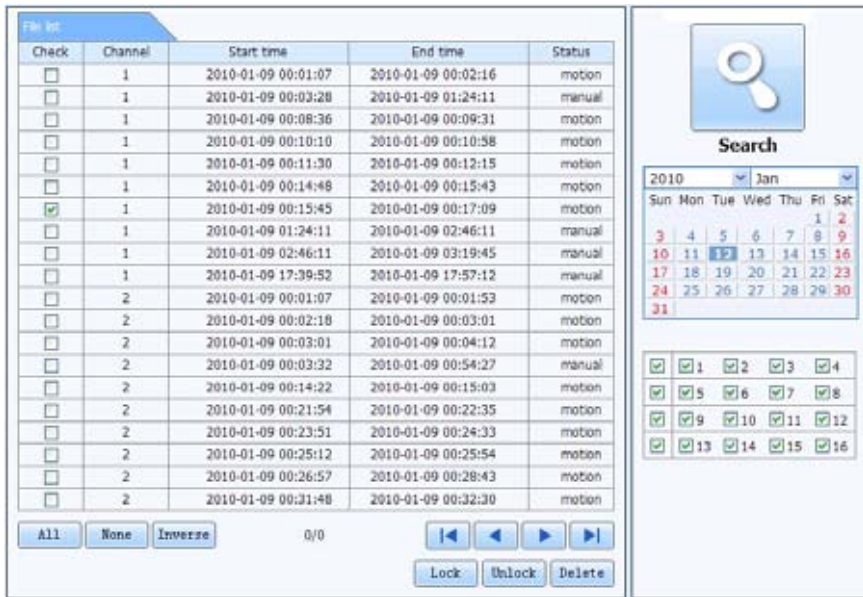 File list
Check Channel Start time End time Status
1 2010-01-09 00:01:07 2010-01-09 00:02:16 motion
1 2010-01-09 00:03:28 2010-01-09 01:24:11 manual
1 2010-01-09 00:08:36 2010-01-09 00:09:31 motion
1 2010-01-09 00:10:10 2010-01-09 00:10:58 motion
1 2010-01-09 00:11:30 2010-01-09 00:12:15 motion
1 2010-01-09 00:14:48 2010-01-09 00:15:43 motion
1 2010-01-09 00:15:45 2010-01-09 00:17:09 motion
1 2010-01-09 01:24:11 2010-01-09 02:46:11 manual
1 2010-01-09 02:46:11 2010-01-09 03:19:45 manual
1 2010-01-09 17:39:52 2010-01-09 17:57:12 manual
2 2010-01-09 00:01:07 2010-01-09 00:01:53 motion
2 2010-01-09 00:02:18 2010-01-09 00:03:01 motion
2 2010-01-09 00:03:01 2010-01-09 00:04:12 motion
2 2010-01-09 00:03:32 2010-01-09 00:54:27 manual
2 2010-01-09 00:14:22 2010-01-09 00:15:03 motion
2 2010-01-09 00:21:54 2010-01-09 00:22:35 motion
2 2010-01-09 00:23:51 2010-01-09 00:24:33 motion
2 2010-01-09 00:25:12 2010-01-09 00:25:54 motion
2 2010-01-09 00:26:57 2010-01-09 00:28:43 motion
2 2010-01-09 00:31:48 2010-01-09 00:32:30 motion
All None Inverse 0/0
Lock Unlock Delete
Search
2010 Jan
Sun Mon Tue Wed Thu Fri Sat
1 2
3 4 5 6 7 8 9
10 11 12 13 14 15 16
17 18 19 20 21 22 23
24 25 26 27 28 29 30
31
1 2 3 4
5 6 7 8
9 10 11 12
13 14 15 16